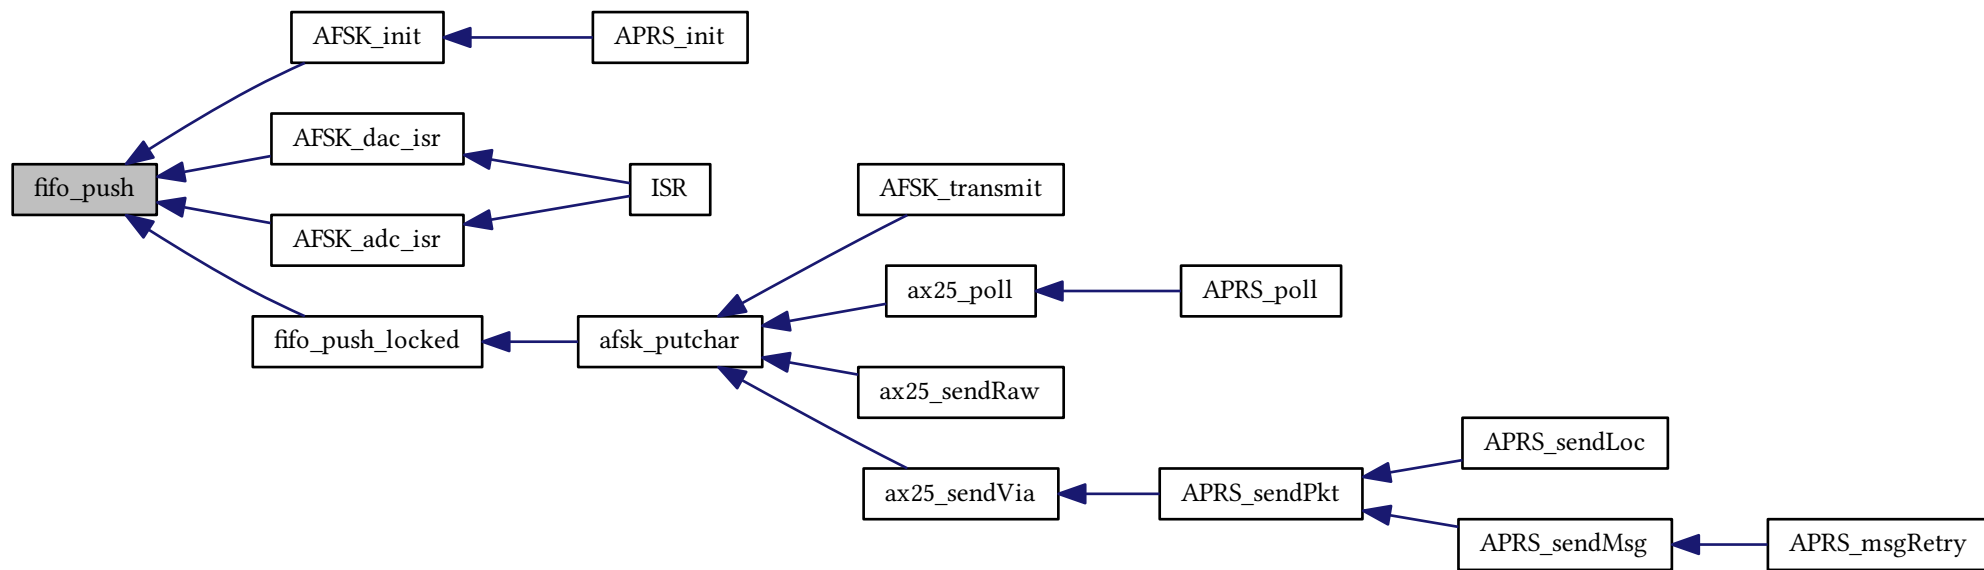 AFSK_init
APRS_init
AFSK_dac_isr
fifo_push
ISR
AFSK_transmit
AFSK_adc_isr
ax25_poll
APRS_poll
fifo_push_locked
afsk_putchar
ax25_sendRaw
APRS_sendLoc
ax25_sendVia
APRS_sendPkt
APRS_sendMsg
APRS_msgRetry